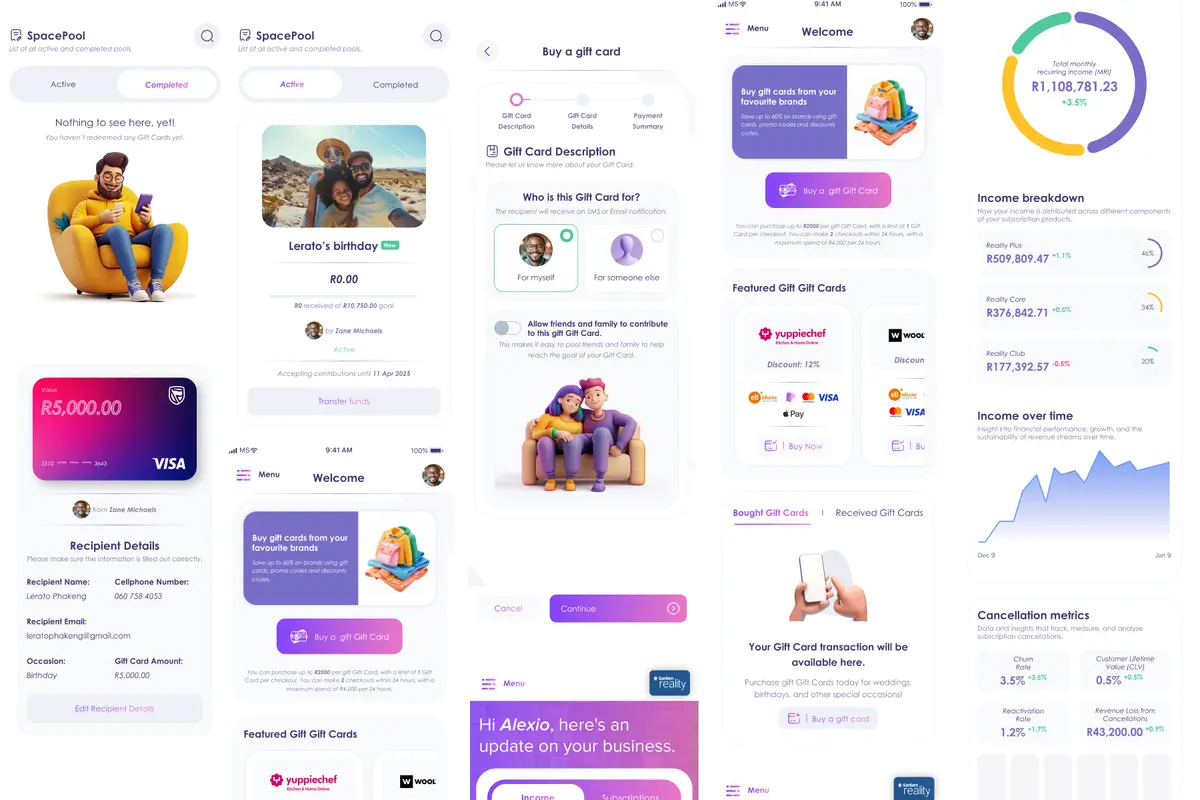 SpacePool
List of all active and completed pools.
Active
Completed
Nothing to see here, yet!
You haven't redeemed any Gift Cards yet.
Value
R5,000.00
5310 **** **** **** 3643
VISA
from Zane Michaels
Recipient Details
Please make sure the information is filled out correctly.
Recipient Name:
Cellphone Number:
Lerato Phakeng
060 758 4053
Recipient Email:
leratophakeng@gmail.com
Occasion:
Gift Card Amount:
Birthday
R5,000.00
Edit Recipient Details
SpacePool
List of all active and completed pools.
Active
Completed
Lerato's birthday
New
R0.00
R0 received of R10,750.00 goal
by Zane Michaels
Active
Accepting contributions until 11 Apr 2025
Transfer funds
MS
9:41 AM
100%
Menu
Welcome
Buy gift cards from your
favourite brands
Save up to 60% on brands using gift
cards, promo codes and discounts
codes.
Buy a gift Gift Card
You can purchase up to R2000 per gift Gift Card, with a limit of 1 Gift
Card per checkout. You can make 2 checkouts within 24 hours, with a
maximum spend of R4,000 per 24 hours.
Featured Gift Gift Cards
yuppiechef
Kitchen & Home Online
W WOOL
Buy a gift card
Gift Card
Description
Gift Card
Details
Payment
Summary
Gift Card Description
Please let us know more about your Gift Card.
Who is this Gift Card for?
The recipient will receive an SMS or Email notification.
For myself
For someone else
Allow friends and family to contribute
to this gift Gift Card.
This makes it easy to pool friends and family to help
reach the goal of your Gift Card.
Cancel
Continue
Menu
Sanlam
reality
Hi Alexio, here's an
update on your business.
Income
Subscriptions
MS
9:41 AM
100%
Menu
Welcome
Buy gift cards from your
favourite brands
Save up to 60% on brands using gift
cards, promo codes and discounts
codes.
Buy a gift Gift Card
You can purchase up to R2000 per gift Gift Card, with a limit of 1 Gift
Card per checkout. You can make 2 checkouts within 24 hours, with a
maximum spend of R4,000 per 24 hours.
Featured Gift Gift Cards
yuppiechef
Kitchen & Home Online
Discount: 12%
VISA
Pay
Buy Now
W WOOL
Discoun
VISA
Bu
Bought Gift Cards
Received Gift Cards
Your Gift Card transaction will be
available here.
Purchase gift Gift Cards today for weddings,
birthdays, and other special occasions!
Buy a gift card
Menu
Sanlam
reality
Total monthly
recurring income (MRI)
R1,108,781.23
+3.5%
Income breakdown
How your income is distributed across different components
of your subscription products.
Reality Plus
R509,809.47 +1,1%
46%
Reality Core
R376,842.71 +0.5%
34%
Reality Club
R177,392.57 -0.5%
20%
Income over time
Insight into financial performance, growth, and the
sustainability of revenue streams over time.
Dec 9
Jan 9
Cancellation metrics
Data and insights that track, measure, and analyse
subscription cancellations.
Churn
Rate
3.5% +3.5%
Customer Lifetime
Value (CLV)
0.5% +0.5%
Reactivation
Rate
1.2% +1.7%
Revenue Loss from
Cancellations
R43,200.00 +0.9%